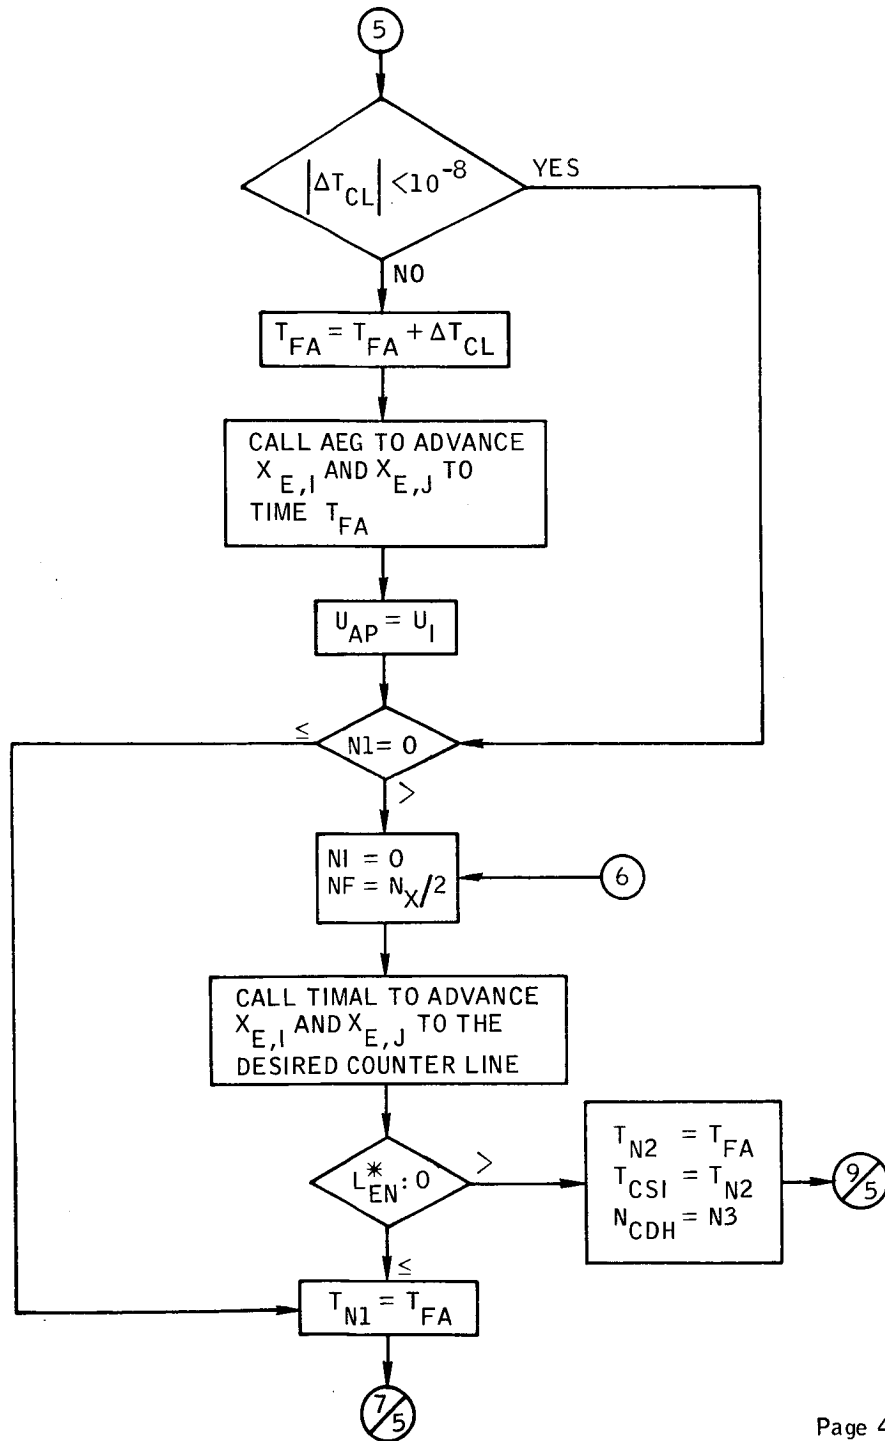 5
|ΔT_CL| <10^-8
YES
NO
T_FA = T_FA + ΔT_CL
CALL AEG TO ADVANCE
X_E,I AND X_E,J TO
TIME T_FA
U_AP = U_I
≤
N1= 0
>
NI = 0
NF = N_X/2
6
CALL TIMAL TO ADVANCE
X_E,I AND X_E,J TO THE
DESIRED COUNTER LINE
L*_EN: 0
>
T_N2 = T_FA
T_CSI = T_N2
N_CDH = N3
9/5
≤
T_N1 = T_FA
7/5
Page 4